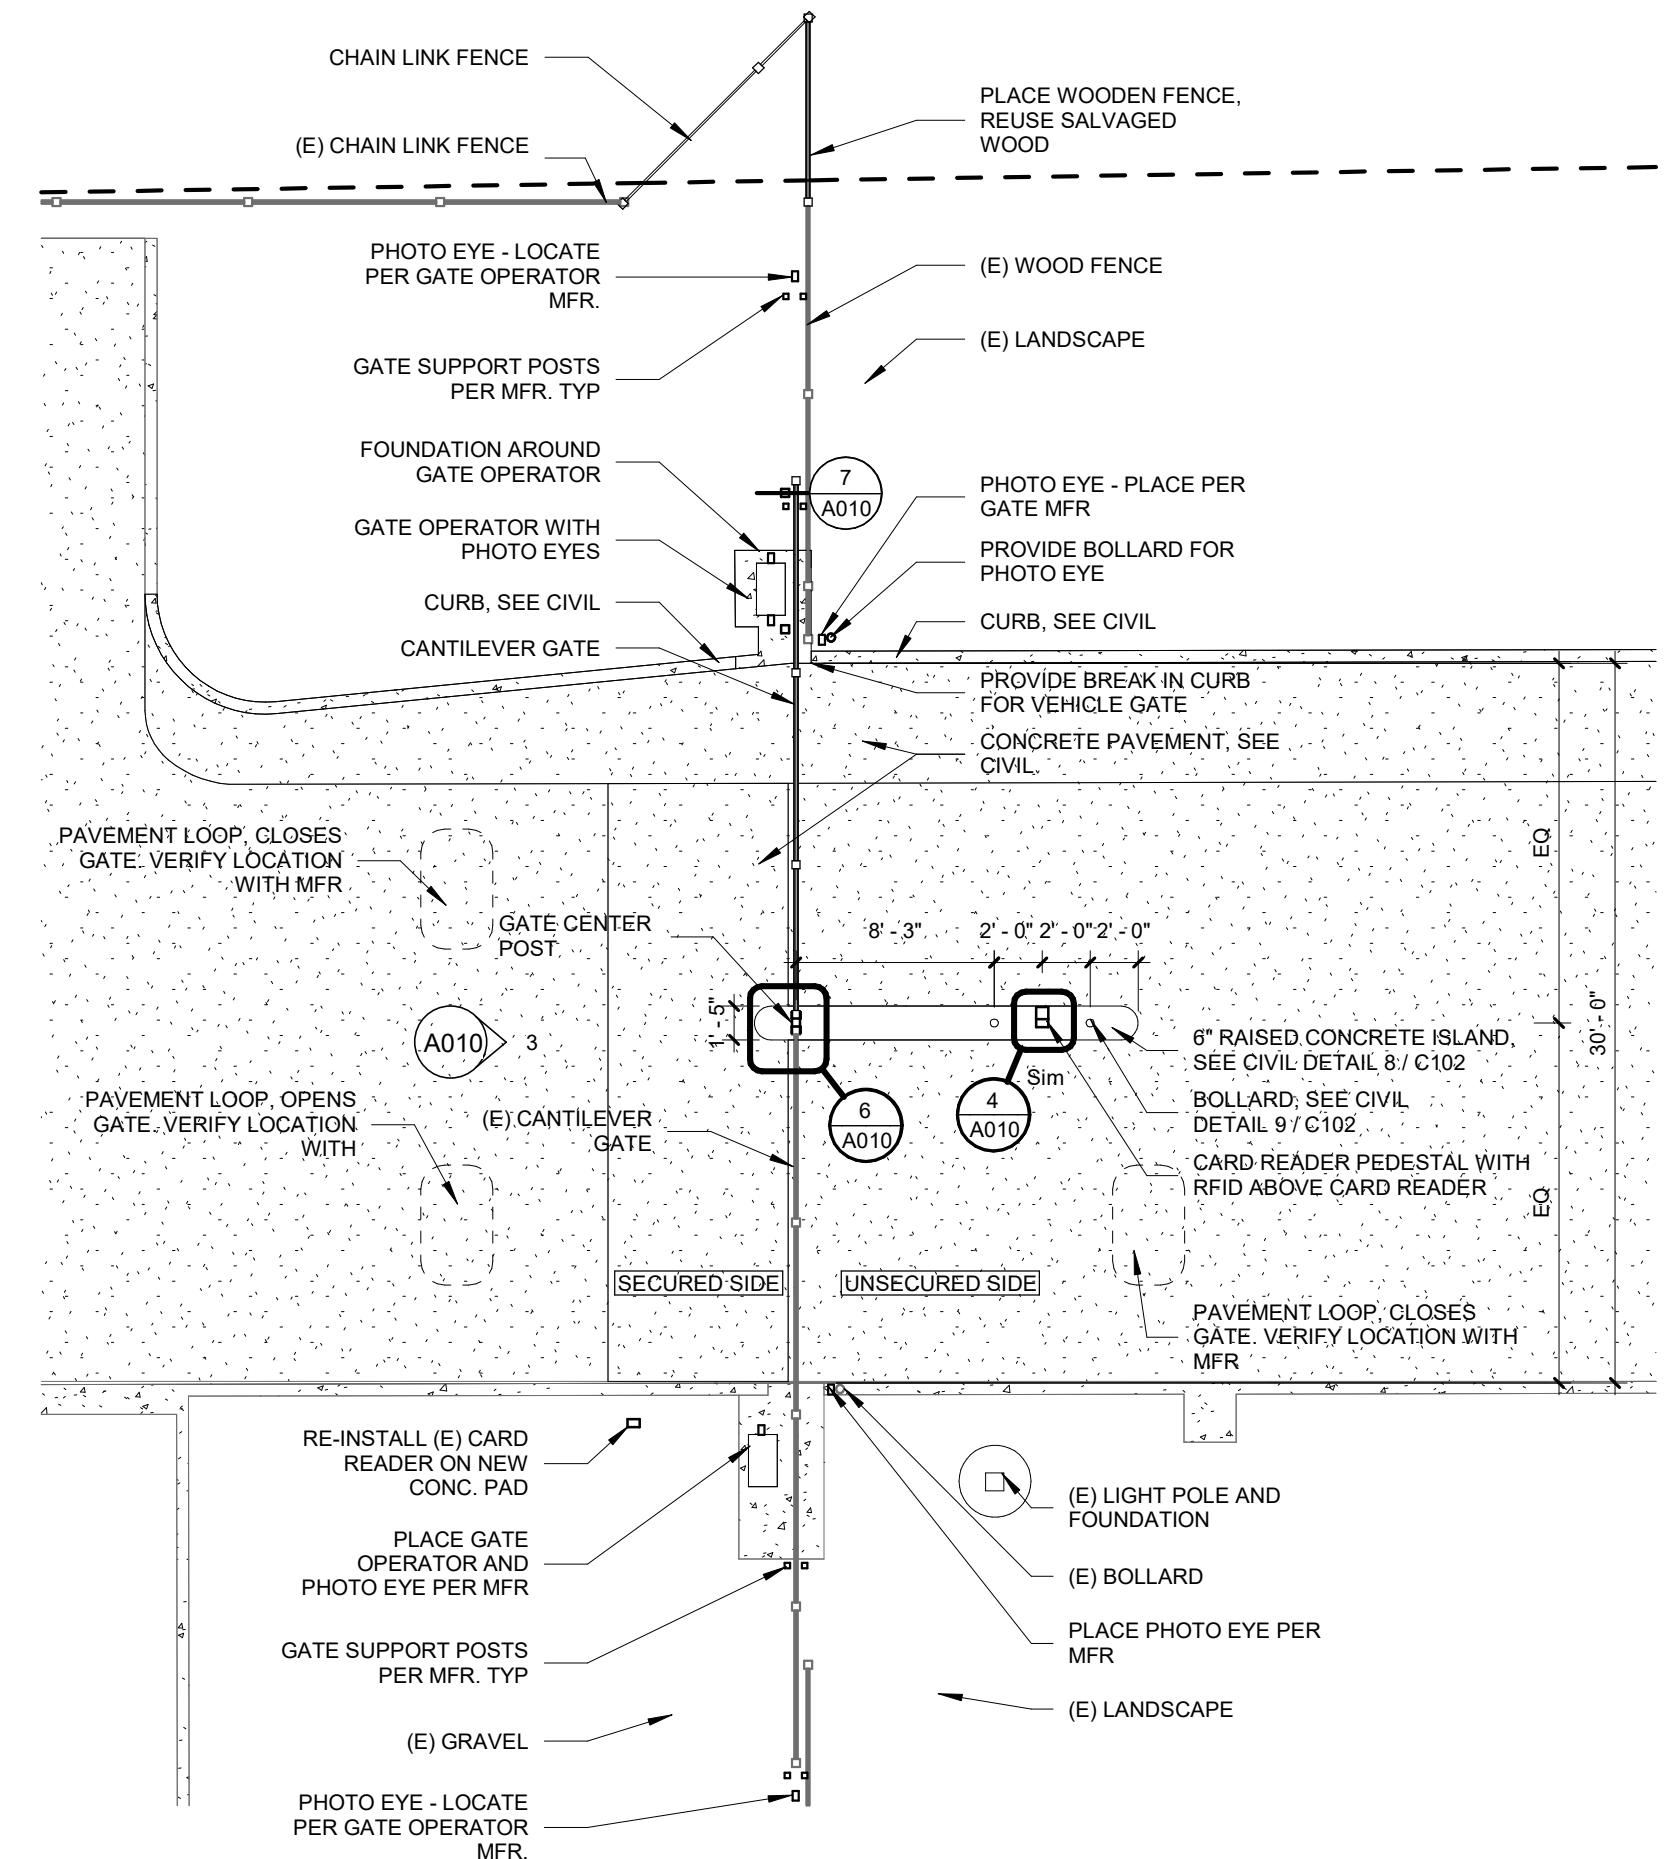 CHAIN LINK FENCE
(E) CHAIN LINK FENCE
PLACE WOODEN FENCE,
REUSE SALVAGED
WOOD
PHOTO EYE - LOCATE
PER GATE OPERATOR
MFR.
(E) WOOD FENCE
(E) LANDSCAPE
GATE SUPPORT POSTS
PER MFR. TYP
FOUNDATION AROUND
GATE OPERATOR
7
A010
PHOTO EYE - PLACE PER
GATE MFR
GATE OPERATOR WITH
PHOTO EYES
PROVIDE BOLLARD FOR
PHOTO EYE
CURB, SEE CIVIL
CURB, SEE CIVIL
CANTILEVER GATE
PROVIDE BREAK IN CURB
FOR VEHICLE GATE
CONCRETE PAVEMENT, SEE
CIVIL
PAVEMENT LOOP, CLOSES
GATE. VERIFY LOCATION
WITH MFR
EQ
GATE CENTER
POST
8' - 3"
2' - 0"
2' - 0"
2' - 0"
1' - 5"
A010
3
30' - 0"
6" RAISED CONCRETE ISLAND,
SEE CIVIL DETAIL 8 / C102
Sim
PAVEMENT LOOP, OPENS
GATE. VERIFY LOCATION
WITH
(E) CANTILEVER
GATE
6
A010
4
A010
BOLLARD, SEE CIVIL
DETAIL 9 / C102
CARD READER PEDESTAL WITH
RFID ABOVE CARD READER
EQ
SECURED SIDE
UNSECURED SIDE
PAVEMENT LOOP, CLOSES
GATE. VERIFY LOCATION WITH
MFR
RE-INSTALL (E) CARD
READER ON NEW
CONC. PAD
(E) LIGHT POLE AND
FOUNDATION
PLACE GATE
OPERATOR AND
PHOTO EYE PER MFR
(E) BOLLARD
PLACE PHOTO EYE PER
MFR
GATE SUPPORT POSTS
PER MFR. TYP
(E) LANDSCAPE
(E) GRAVEL
PHOTO EYE - LOCATE
PER GATE OPERATOR
MFR.